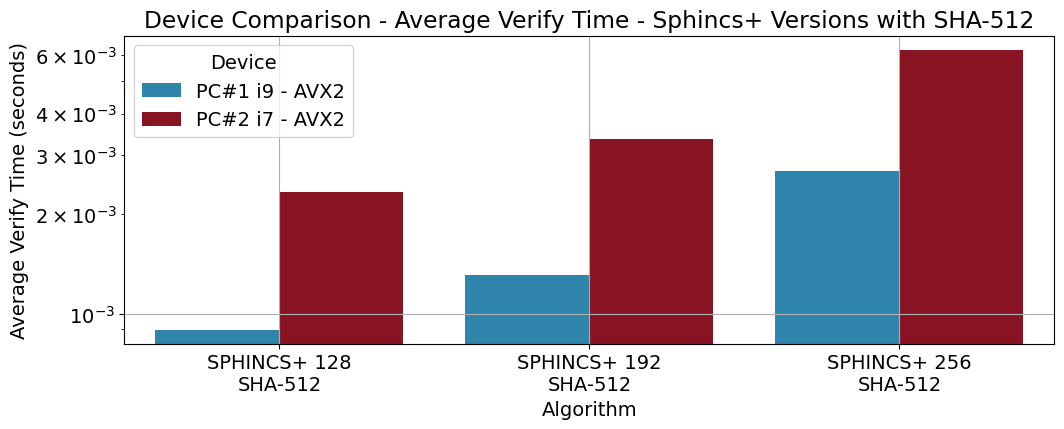 Device Comparison - Average Verify Time - Sphincs+ Versions with SHA-512
Average Verify Time (seconds)
6 × 10⁻³
4 × 10⁻³
3 × 10⁻³
2 × 10⁻³
10⁻³
Device
PC#1 i9 - AVX2
PC#2 i7 - AVX2
SPHINCS+ 128
SHA-512
SPHINCS+ 192
SHA-512
SPHINCS+ 256
SHA-512
Algorithm